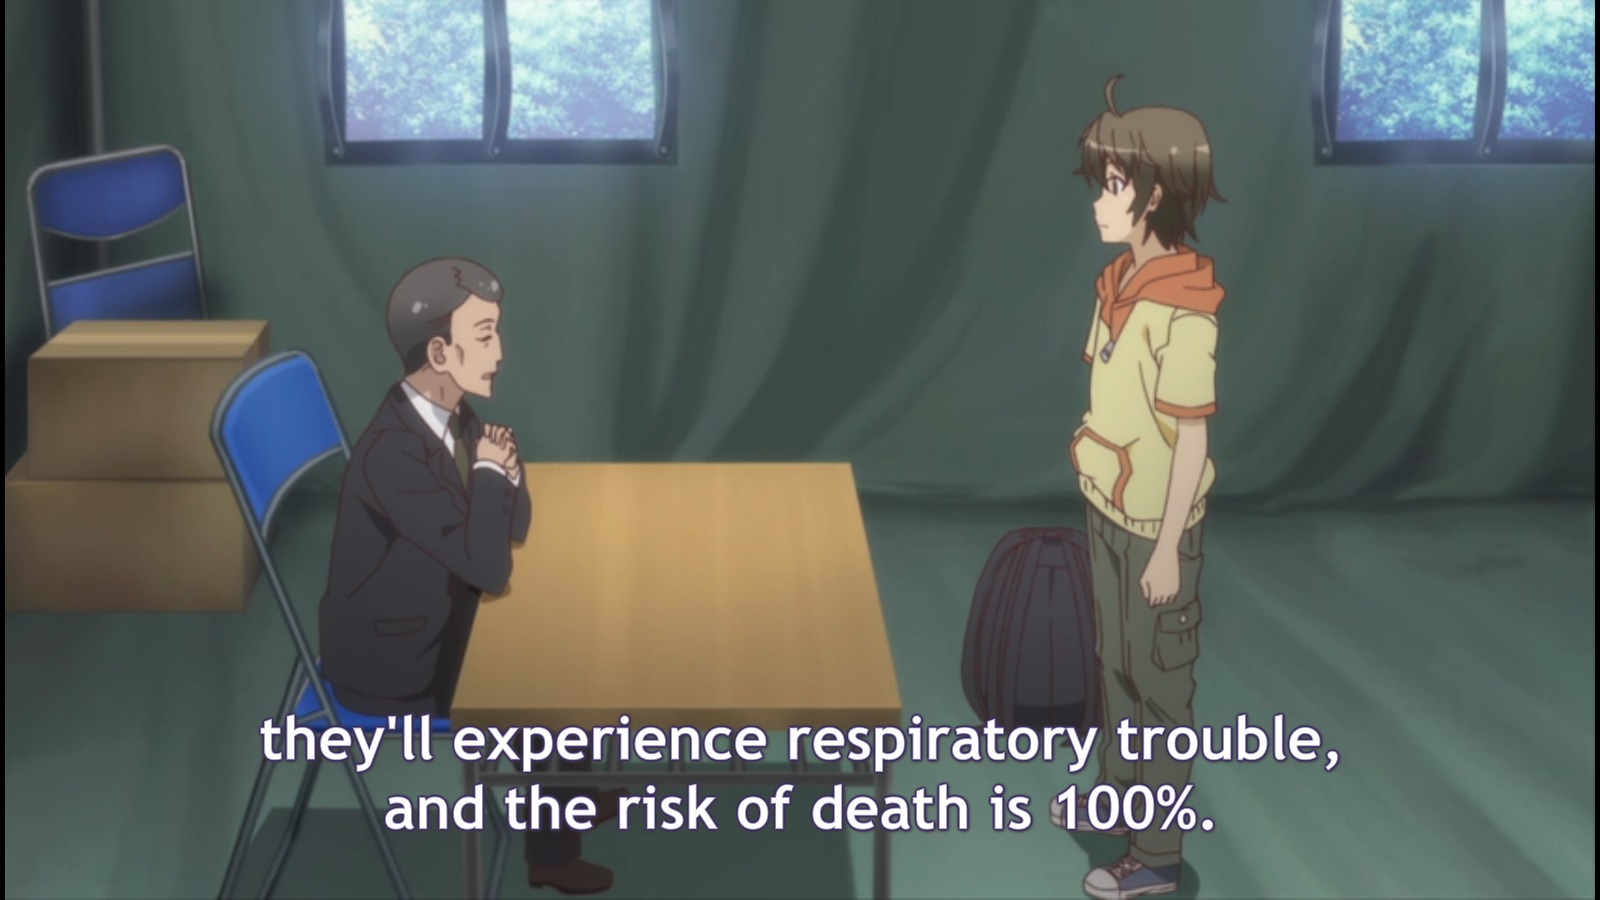 they'll experience respiratory trouble,
and the risk of death is 100%.